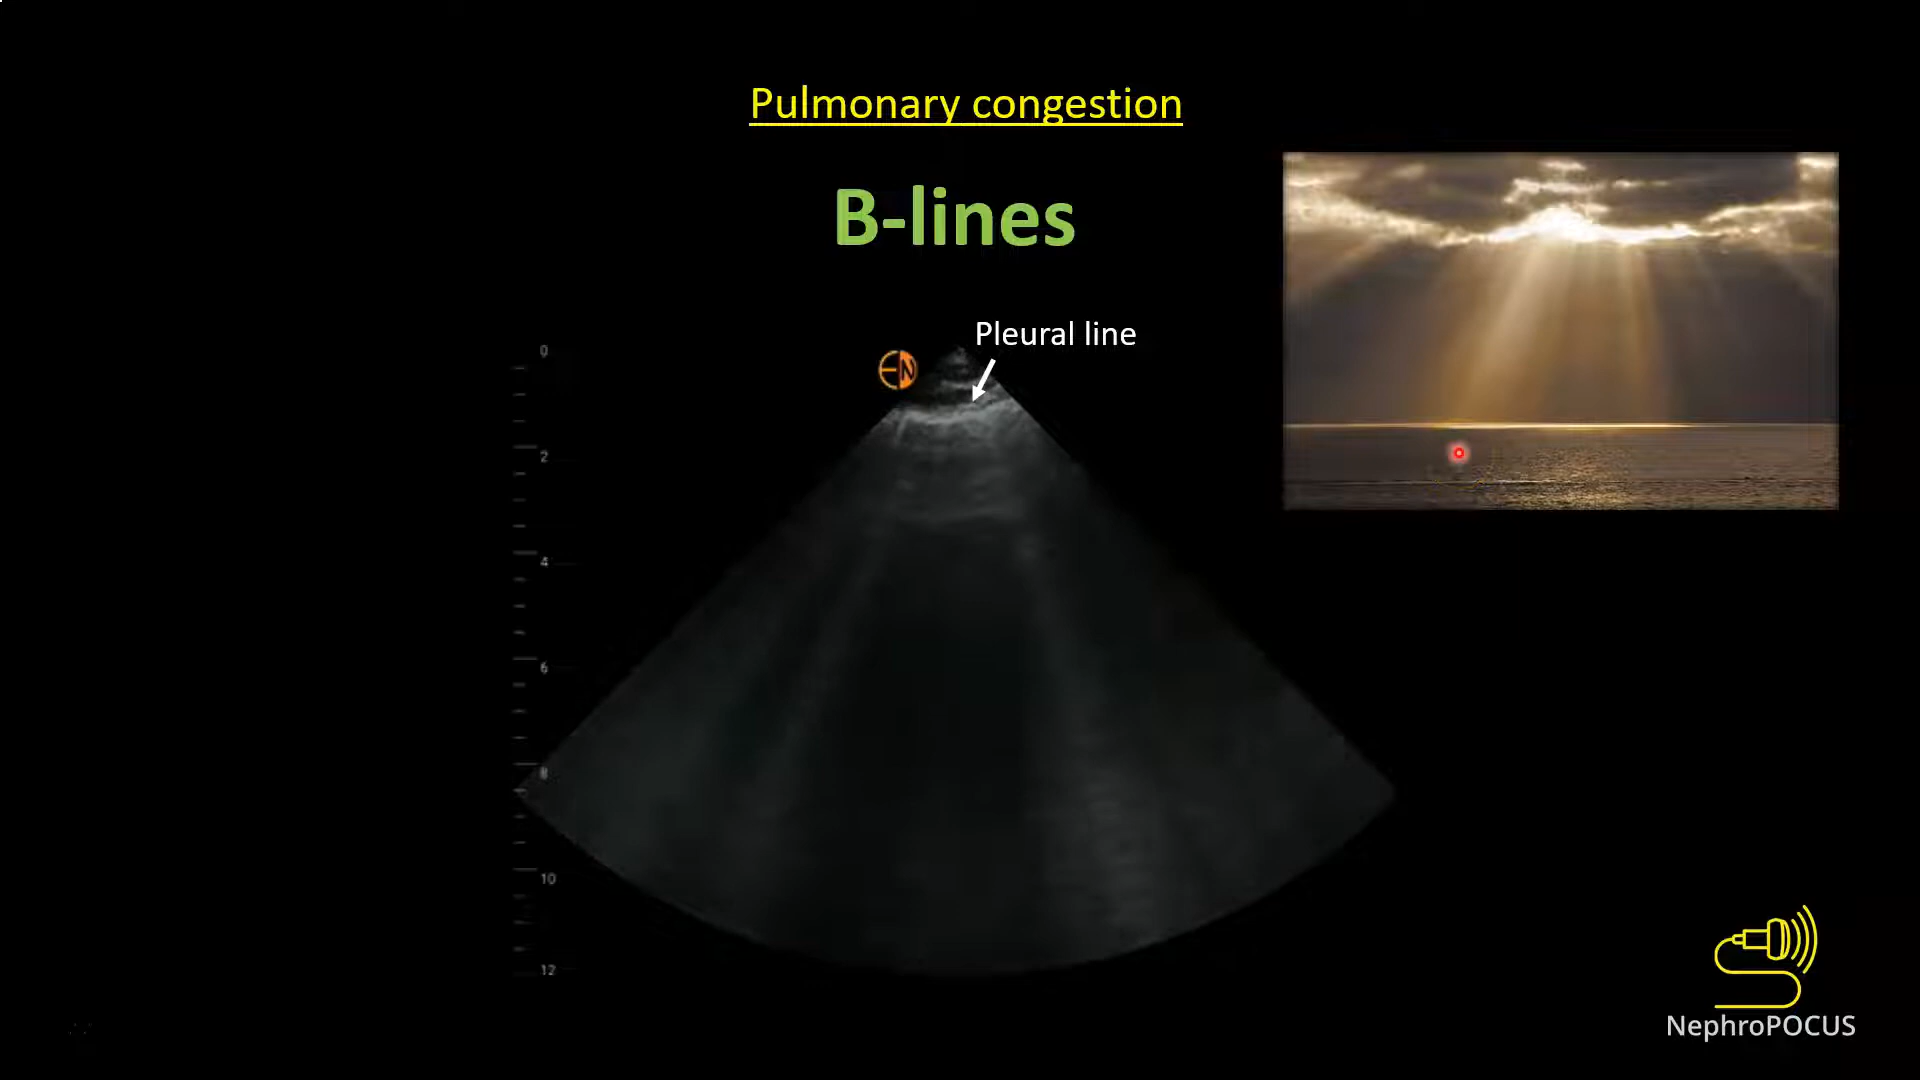 Pulmonary congestion
B-lines
Pleural line
N
0
2
4
6
8
10
12
NephroPOCUS